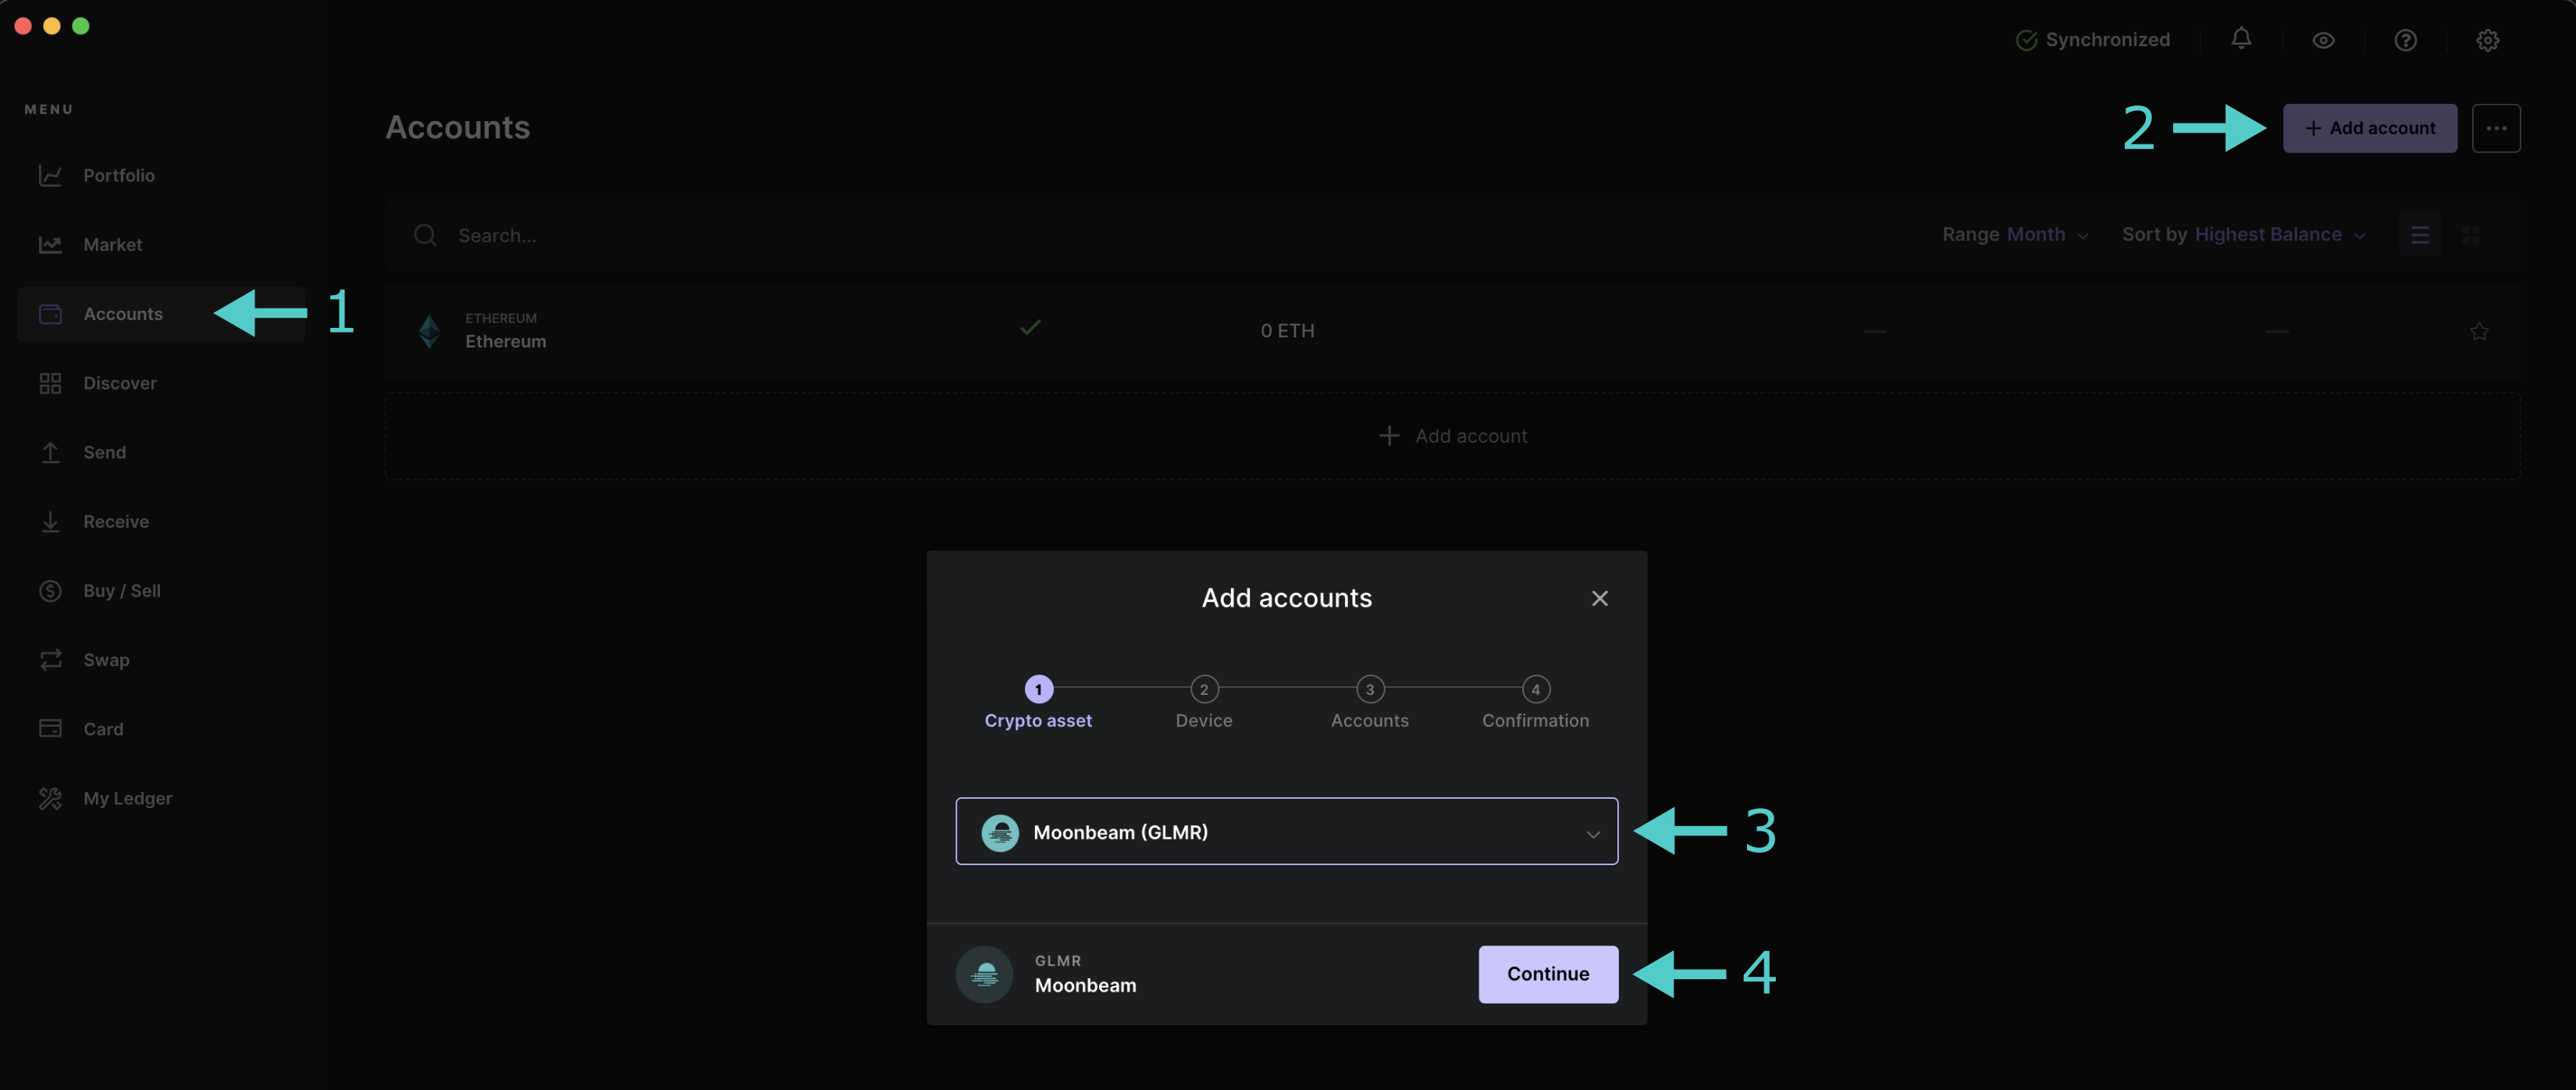 Synchronized
MENU
Accounts
2
+ Add account
Portfolio
Market
Search...
Range Month
Sort by Highest Balance
Accounts
1
ETHEREUM
Ethereum
0 ETH
Discover
Add account
Send
Receive
Buy / Sell
Swap
Card
My Ledger
Add accounts
1
2
3
4
Crypto asset
Device
Accounts
Confirmation
Moonbeam (GLMR)
3
GLMR
Moonbeam
Continue
4